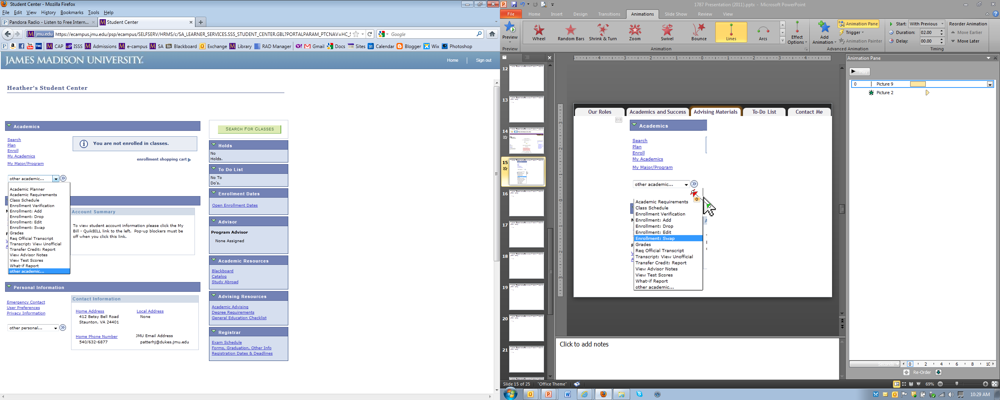 Student Center - Mozilla Firefox
File Edit View History Bookmarks Tools Help
Pandora Radio - Listen to Free Intern...
Student Center
jmu.edu https://ecampus.jmu.edu/psp/ecampus/SELFSERV/HRMS/c/SA_LEARNER_SERVICES.SSS_STUDENT_CENTER.GBL?PORTALPARAM_PTCNAV=HC_S
Google
CAP ISSS Admissions e-campus SA Blackboard Exchange Library RAD Manager Gmail Docs Sites Calendar Blogger Wix Photoshop
JAMES MADISON UNIVERSITY.
Home Sign out
Heather's Student Center
Academics
Search
Plan
Enroll
My Academics
My Major/Program
You are not enrolled in classes.
enrollment shopping cart
other academic...
Academic Planner
Academic Requirements
Class Schedule
Enrollment Verification
Enrollment: Add
Enrollment: Drop
Enrollment: Edit
Enrollment: Swap
Grades
Req Official Transcript
Transcript: View Unofficial
Transfer Credit: Report
View Advisor Notes
View Test Scores
What-if Report
other academic...
Account Summary
To view student account information please click the My
Bill - QuikBILL link to the left. Pop-up blockers must be
off when you click this link.
Personal Information
Emergency Contact
User Preferences
Privacy Information
other personal...
Contact Information
Home Address
412 Betsy Bell Road
Staunton, VA 24401
Local Address
None
Home Phone Number
540/632-6877
JMU Email Address
patterhj@dukes.jmu.edu
SEARCH FOR CLASSES
Holds
No
Holds.
To Do List
No To
Do's.
Enrollment Dates
Open Enrollment Dates
Advisor
Program Advisor
None Assigned
Academic Resources
Blackboard
Catalog
Study Abroad
Advising Resources
Academic Advising
Degree Requirements
General Education Checklist
Registrar
Exam Schedule
Forms, Graduation, Other Info
Registration Dates & Deadlines
1787 Presentation (2011).pptx - Microsoft PowerPoint
File Home Insert Design Transitions Animations Slide Show Review View
Preview
Wheel Random Bars Shrink & Turn Zoom Swivel Bounce Lines Arcs
Effect
Options
Add
Animation
Animation Pane
Trigger
Animation Painter
Start: With Previous
Duration: 02.00
Delay: 00.00
Reorder Animation
Move Earlier
Move Later
Preview Animation Advanced Animation Timing
12
13
14
15
16
17
18
19
20
21
Our Roles Academics and Success Advising Materials To-Do List Contact Me
Academics
Search
Plan
Enroll
My Academics
My Major/Program
other academic...
0
Academic Requirements
Class Schedule
Enrollment Verification
Enrollment: Add
Enrollment: Drop
Enrollment: Edit
Enrollment: Swap
Grades
Req Official Transcript
Transcript: View Unofficial
Transfer Credit: Report
View Advisor Notes
View Test Scores
What-if Report
other academic...
Click to add notes
Animation Pane
Play
0 Picture 9
Picture 2
Seconds 0 2 4 6 8 10
Re-Order
Slide 15 of 25 "Office Theme" 69%
10:29 AM